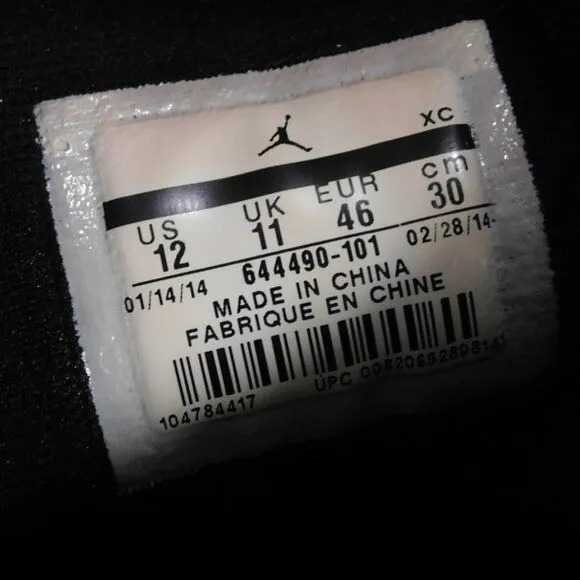 XC
US UK EUR cm
12 11 46 30
644490-101
01/14/14 02/28/14
MADE IN CHINA
FABRIQUE EN CHINE
104784417 UPC